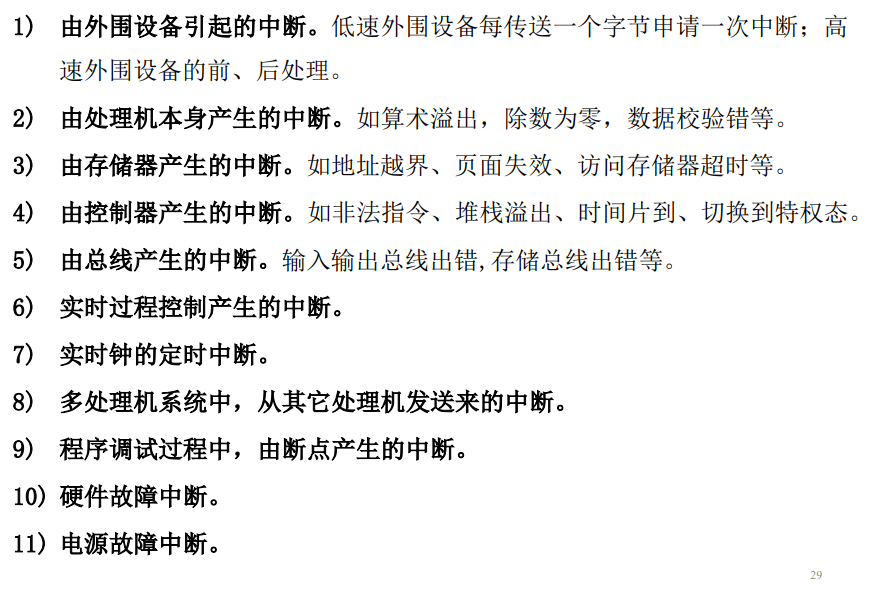 1) 由外围设备引起的中断。低速外围设备每传送一个字节申请一次中断；高
速外围设备的前、后处理。
2) 由处理机本身产生的中断。如算术溢出，除数为零，数据校验错等。
3) 由存储器产生的中断。如地址越界、页面失效、访问存储器超时等。
4) 由控制器产生的中断。如非法指令、堆栈溢出、时间片到、切换到特权态。
5) 由总线产生的中断。输入输出总线出错,存储总线出错等。
6) 实时过程控制产生的中断。
7) 实时钟的定时中断。
8) 多处理机系统中，从其它处理机发送来的中断。
9) 程序调试过程中，由断点产生的中断。
10) 硬件故障中断。
11) 电源故障中断。
29